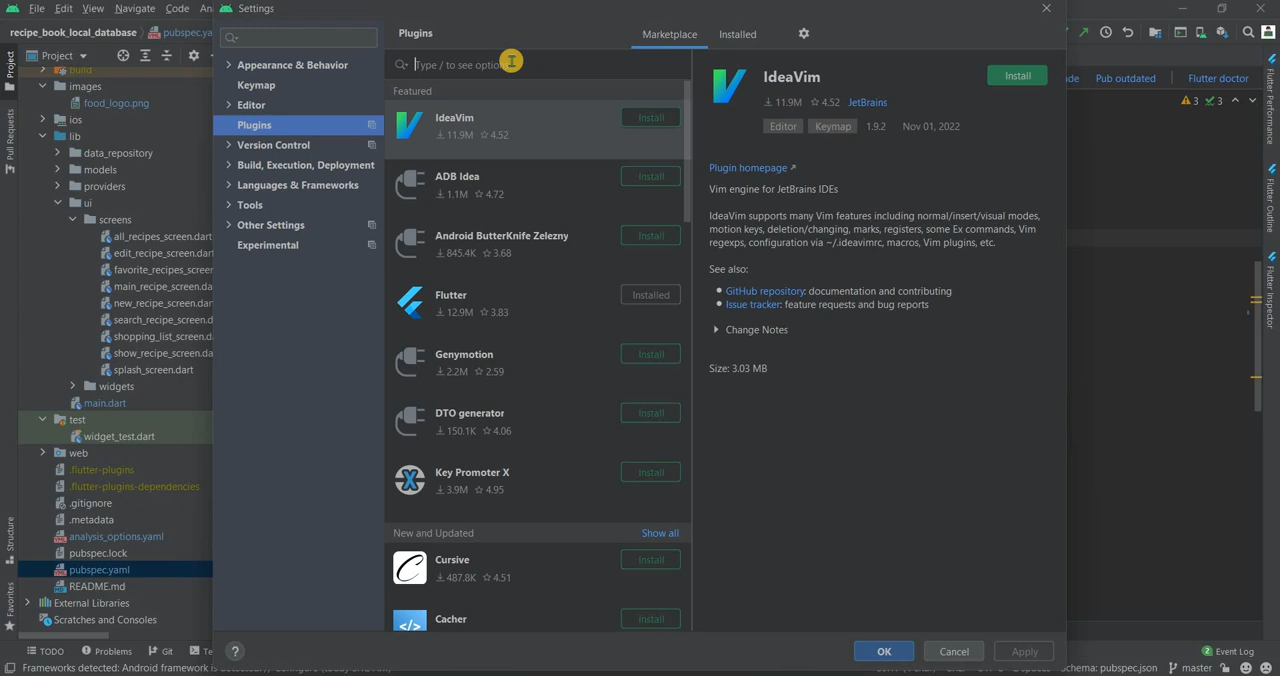 File Edit View Navigate Code
Settings
recipe_book_local_database
pubspec.ya
Project
build
images
food_logo.png
ios
lib
data_repository
models
providers
ui
screens
all_recipes_screen.dart
edit_recipe_screen.dart
favorite_recipes_screen
main_recipe_screen.dart
new_recipe_screen.dart
search_recipe_screen.d
shopping_list_screen.da
show_recipe_screen.dart
splash_screen.dart
widgets
main.dart
test
widget_test.dart
web
.flutter-plugins
.flutter-plugins-dependencies
.gitignore
.metadata
analysis_options.yaml
pubspec.lock
pubspec.yaml
README.md
External Libraries
Scratches and Consoles
Project
Pull Requests
Structure
Favorites
Appearance & Behavior
Keymap
Editor
Plugins
Version Control
Build, Execution, Deployment
Languages & Frameworks
Tools
Other Settings
Experimental
Plugins
Marketplace
Installed
Type / to see optio
Featured
IdeaVim
11.9M 4.52
Install
ADB Idea
1.1M 4.72
Install
Android ButterKnife Zelezny
845.4K 3.68
Install
Flutter
12.9M 3.83
Installed
Genymotion
2.2M 2.59
Install
DTO generator
150.1K 4.06
Install
Key Promoter X
3.9M 4.95
Install
New and Updated
Show all
Cursive
487.8K 4.51
Install
Cacher
Install
IdeaVim
Install
11.9M 4.52 JetBrains
Editor Keymap 1.9.2 Nov 01, 2022
Plugin homepage
Vim engine for JetBrains IDEs
IdeaVim supports many Vim features including normal/insert/visual modes,
motion keys, deletion/changing, marks, registers, some Ex commands, Vim
regexps, configuration via ~/.ideavimrc, macros, Vim plugins, etc.
See also:
GitHub repository: documentation and contributing
Issue tracker: feature requests and bug reports
Change Notes
Size: 3.03 MB
?
OK
Cancel
Apply
Pub outdated
Flutter doctor
3 3
Flutter Performance
Flutter Outline
Flutter Inspector
TODO
Problems
Git
Event Log
pubspec.json
master